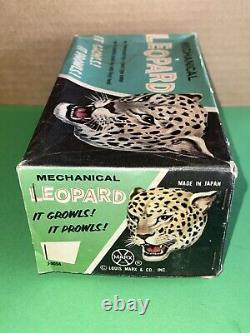 MECHANICAL
LEOPARD
IT GROWLS!
IT PROWLS!
MECHANICAL
LEOPARD
IT GROWLS!
IT PROWLS!
MADE IN JAPAN
MARX
© LOUIS MARX & CO., INC.